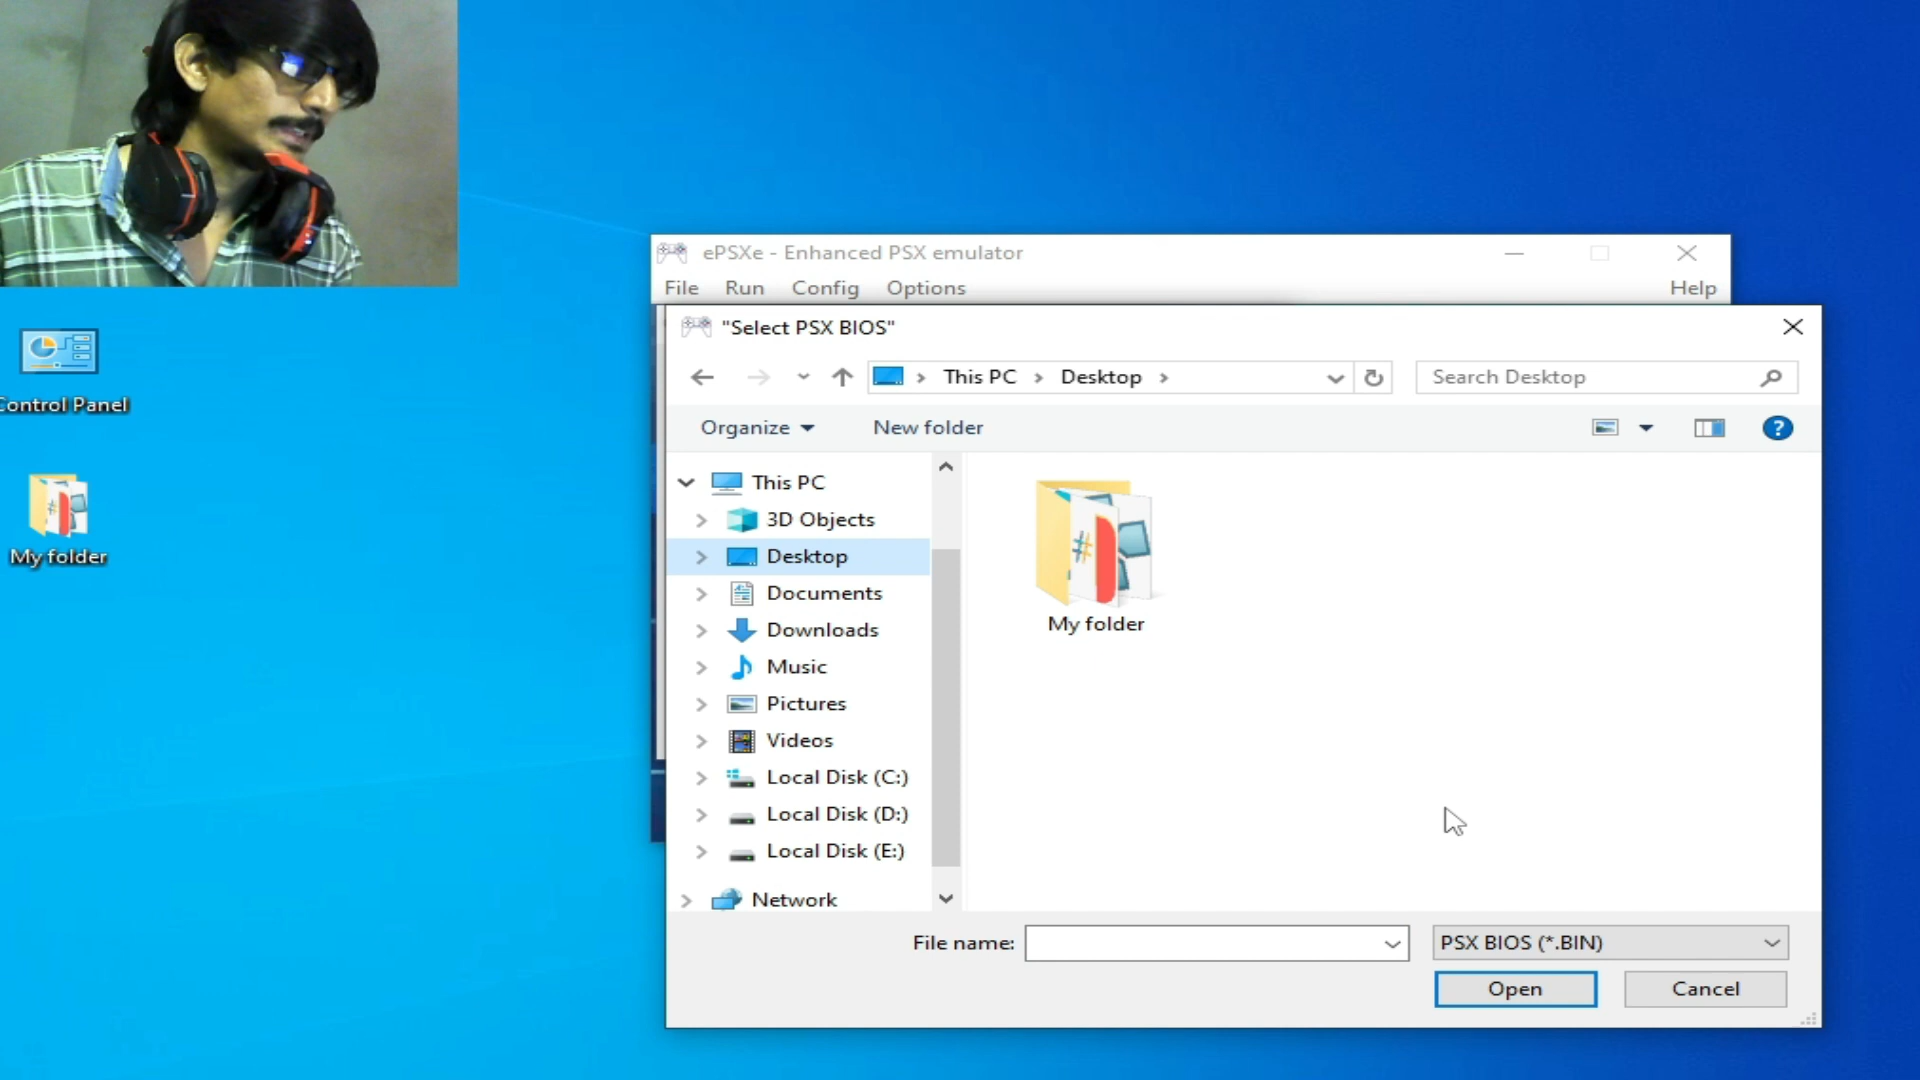 Control Panel
My folder
ePSXe - Enhanced PSX emulator
File Run Config Options Help
"Select PSX BIOS"
This PC Desktop
Search Desktop
Organize New folder
?
This PC
3D Objects
Desktop
Documents
Downloads
Music
Pictures
Videos
Local Disk (C:)
Local Disk (D:)
Local Disk (E:)
Network
My folder
File name: PSX BIOS (*.BIN)
Open Cancel